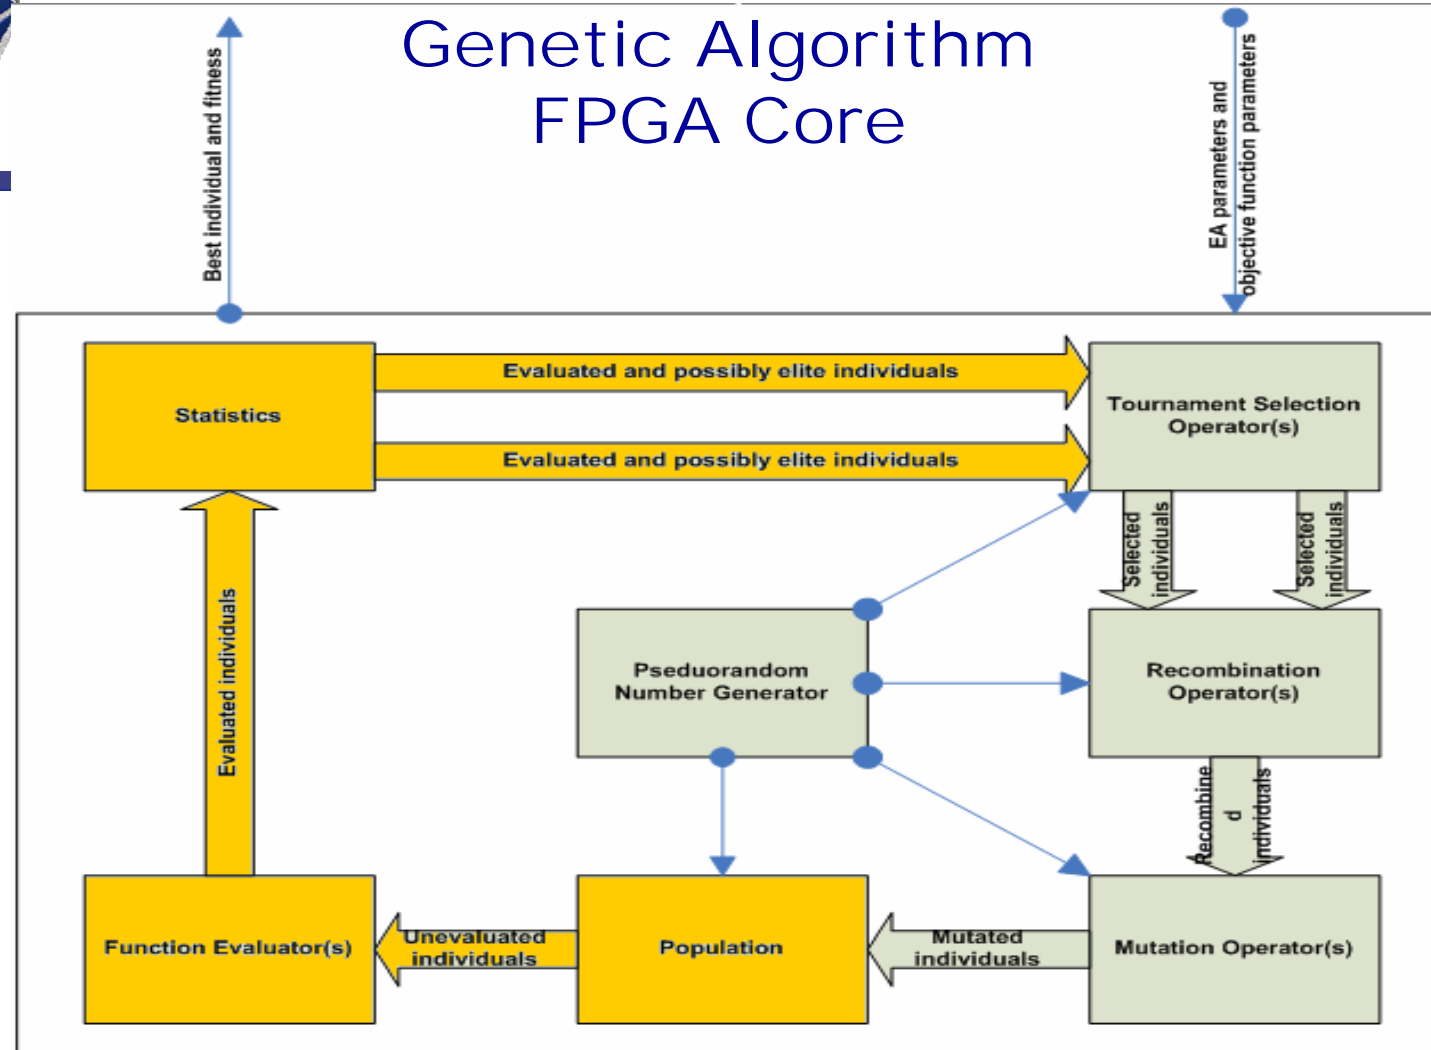 Genetic Algorithm
FPGA Core
Best individual and fitness
EA parameters and
objective function parameters
Statistics
Evaluated and possibly elite individuals
Evaluated and possibly elite individuals
Tournament Selection
Operator(s)
Selected
individuals
Selected
individuals
Evaluated individuals
Pseduorandom
Number Generator
Recombination
Operator(s)
Recombine
d
individuals
Function Evaluator(s)
Unevaluated
individuals
Population
Mutated
individuals
Mutation Operator(s)